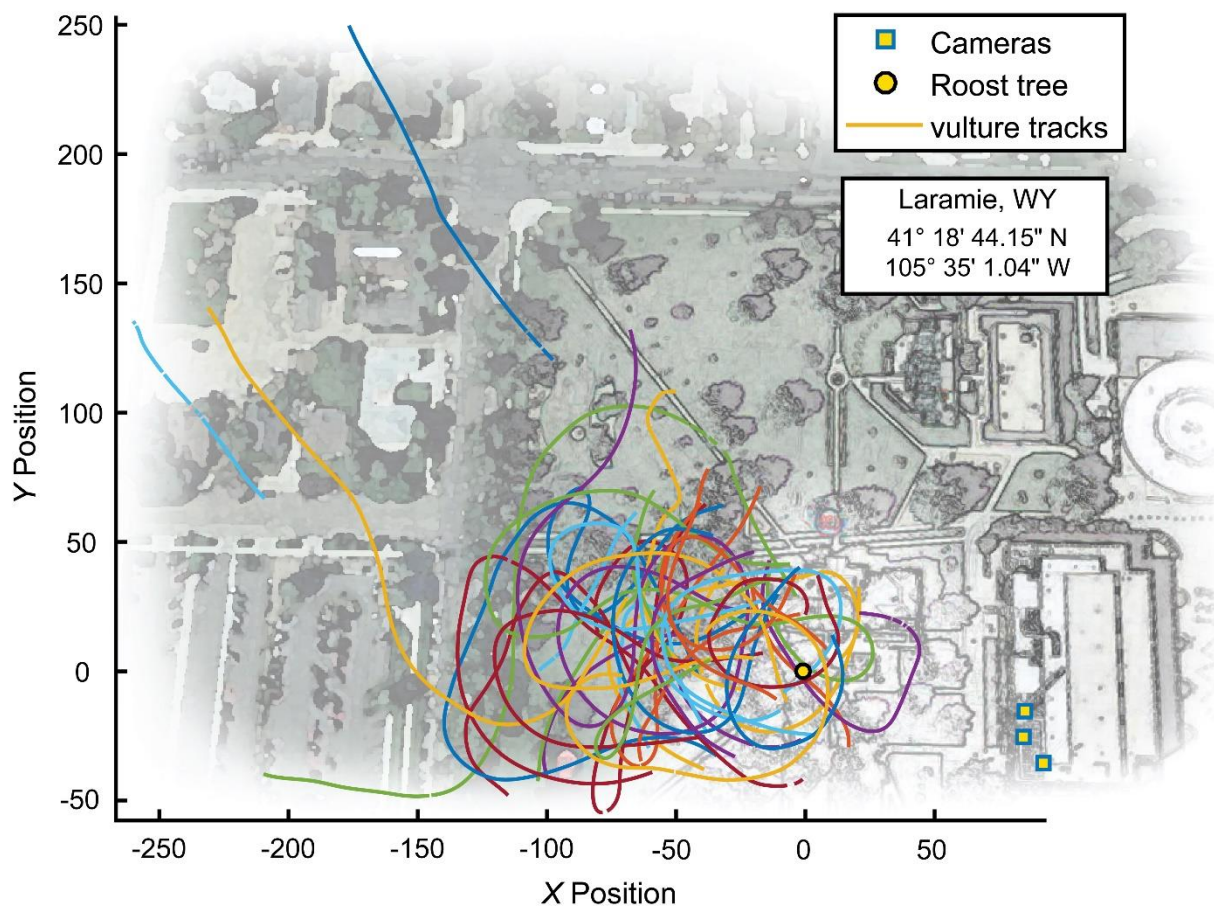 250
200
150
100
50
0
-50
Y Position
-250
-200
-150
-100
-50
0
50
X Position
Cameras
Roost tree
vulture tracks
Laramie, WY
41° 18' 44.15" N
105° 35' 1.04" W